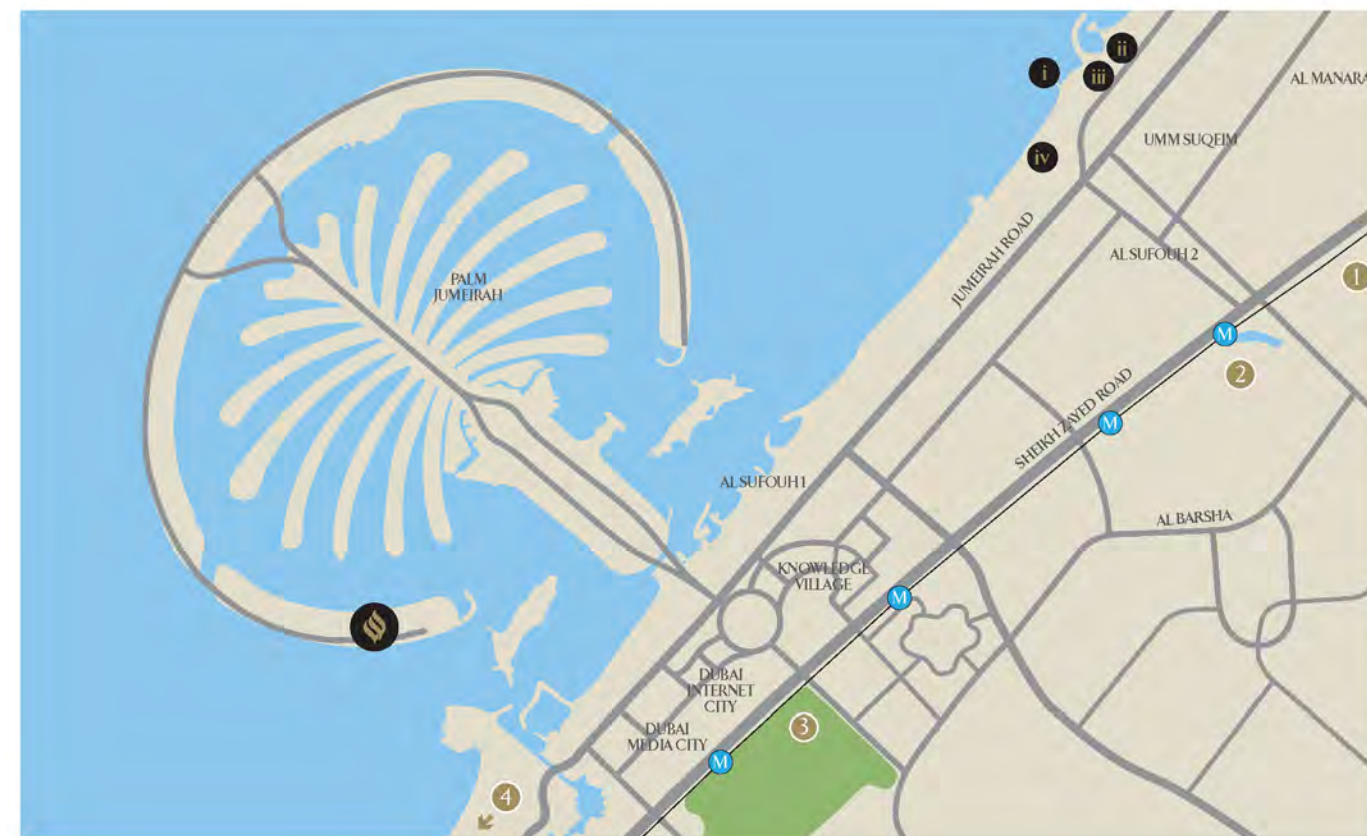 i
ii
iii
iv
AL MANARA
UMM SUQEIM
AL SUFOUH 2
1
JUMEIRAH ROAD
PALM
JUMEIRAH
M
2
SHEIKH ZAYED ROAD
M
AL SUFOUH 1
AL BARSHA
KNOWLEDGE
VILLAGE
M
DUBAI
INTERNET
CITY
3
DUBAI
MEDIA CITY
M
4